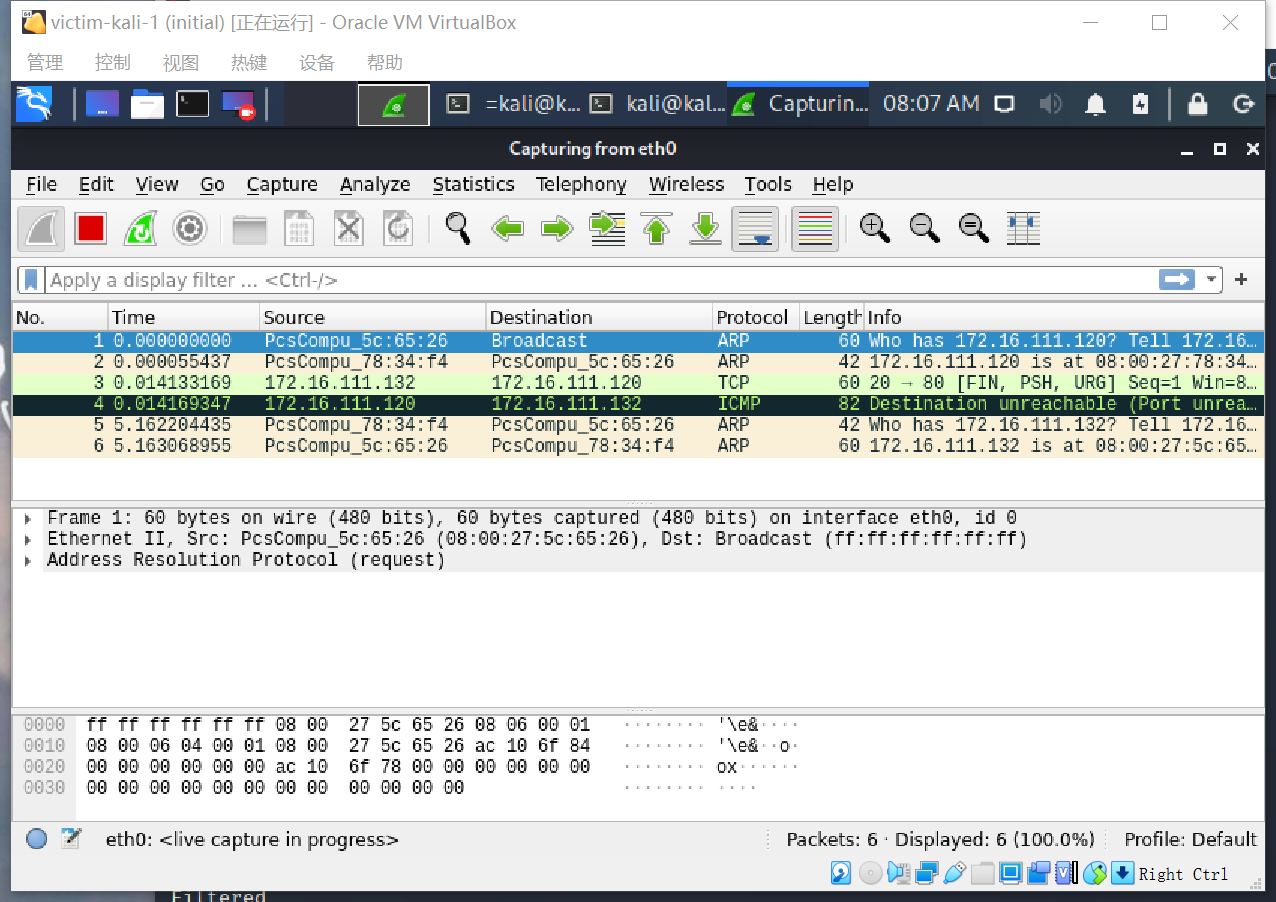 victim-kali-1 (initial) [正在运行] - Oracle VM VirtualBox
管理 控制 视图 热键 设备 帮助
=kali@k... kali@kal... Capturin... 08:07 AM
Capturing from eth0
File Edit View Go Capture Analyze Statistics Telephony Wireless Tools Help
Apply a display filter ... <Ctrl-/>
No. Time Source Destination Protocol Length Info
1 0.000000000 PcsCompu_5c:65:26 Broadcast ARP 60 Who has 172.16.111.120? Tell 172.16…
2 0.000055437 PcsCompu_78:34:f4 PcsCompu_5c:65:26 ARP 42 172.16.111.120 is at 08:00:27:78:34…
3 0.014133169 172.16.111.132 172.16.111.120 TCP 60 20 → 80 [FIN, PSH, URG] Seq=1 Win=8…
4 0.014169347 172.16.111.120 172.16.111.132 ICMP 82 Destination unreachable (Port unrea…
5 5.162204435 PcsCompu_78:34:f4 PcsCompu_5c:65:26 ARP 42 Who has 172.16.111.132? Tell 172.16…
6 5.163068955 PcsCompu_5c:65:26 PcsCompu_78:34:f4 ARP 60 172.16.111.132 is at 08:00:27:5c:65…
Frame 1: 60 bytes on wire (480 bits), 60 bytes captured (480 bits) on interface eth0, id 0
Ethernet II, Src: PcsCompu_5c:65:26 (08:00:27:5c:65:26), Dst: Broadcast (ff:ff:ff:ff:ff:ff)
Address Resolution Protocol (request)
0000 ff ff ff ff ff ff 08 00 27 5c 65 26 08 06 00 01 ········ '\e&····
0010 08 00 06 04 00 01 08 00 27 5c 65 26 ac 10 6f 84 ········ '\e&··o·
0020 00 00 00 00 00 00 ac 10 6f 78 00 00 00 00 00 00 ········ ox······
0030 00 00 00 00 00 00 00 00 00 00 00 00 ········ ····
eth0: <live capture in progress> Packets: 6 · Displayed: 6 (100.0%) Profile: Default
Right Ctrl
Filtered